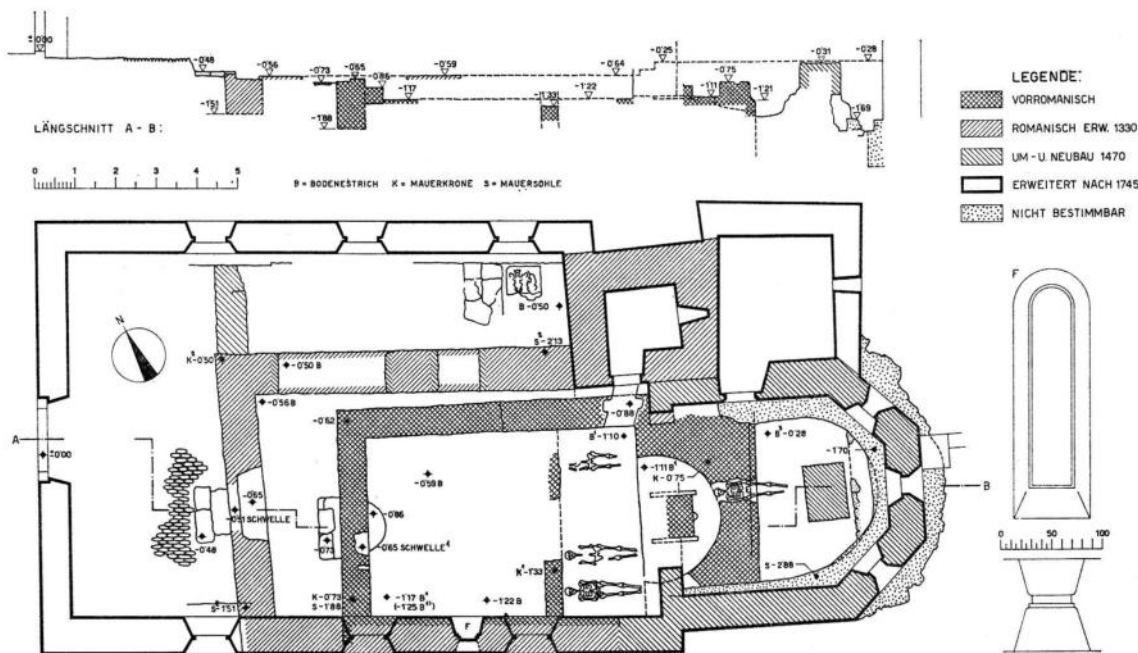 ± 0'00
-0'48
-0'56
-1'51
-0'73
-0'65
-0'86
-1'17
-0'59
-1'88
-1'33
-1'22
-0'64
-0'25
-0'75
-1'11
-1'21
-0'31
-0'28
-1'69
LÄNGSCHNITT A - B :
0 1 2 3 4 5
B = BODENESTRICH K = MAUERKRONE S = MAUERSOHLE
LEGENDE:
VORROMANISCH
ROMANISCH ERW. 1330
UM- U. NEUBAU 1470
ERWEITERT NACH 1745
NICHT BESTIMMBAR
N
B -0'50
S -2'13
K -0'50
-0'50 B
-0'56 B
-0'62
-0'88
B -1'10
B -0'28
-1'70
A
±0'00
-0'59 B
-1'11 B
K -0'75
B
-0'65
-0'51 SCHWELLE
-0'86
-0'48
-0'73
-0'65 SCHWELLE
K -1'33
S -2'88
K -0'73
S -1'88
-1'17 B
(-1'25 B)
-1'22 B
S -1'51
F
F
0 50 100